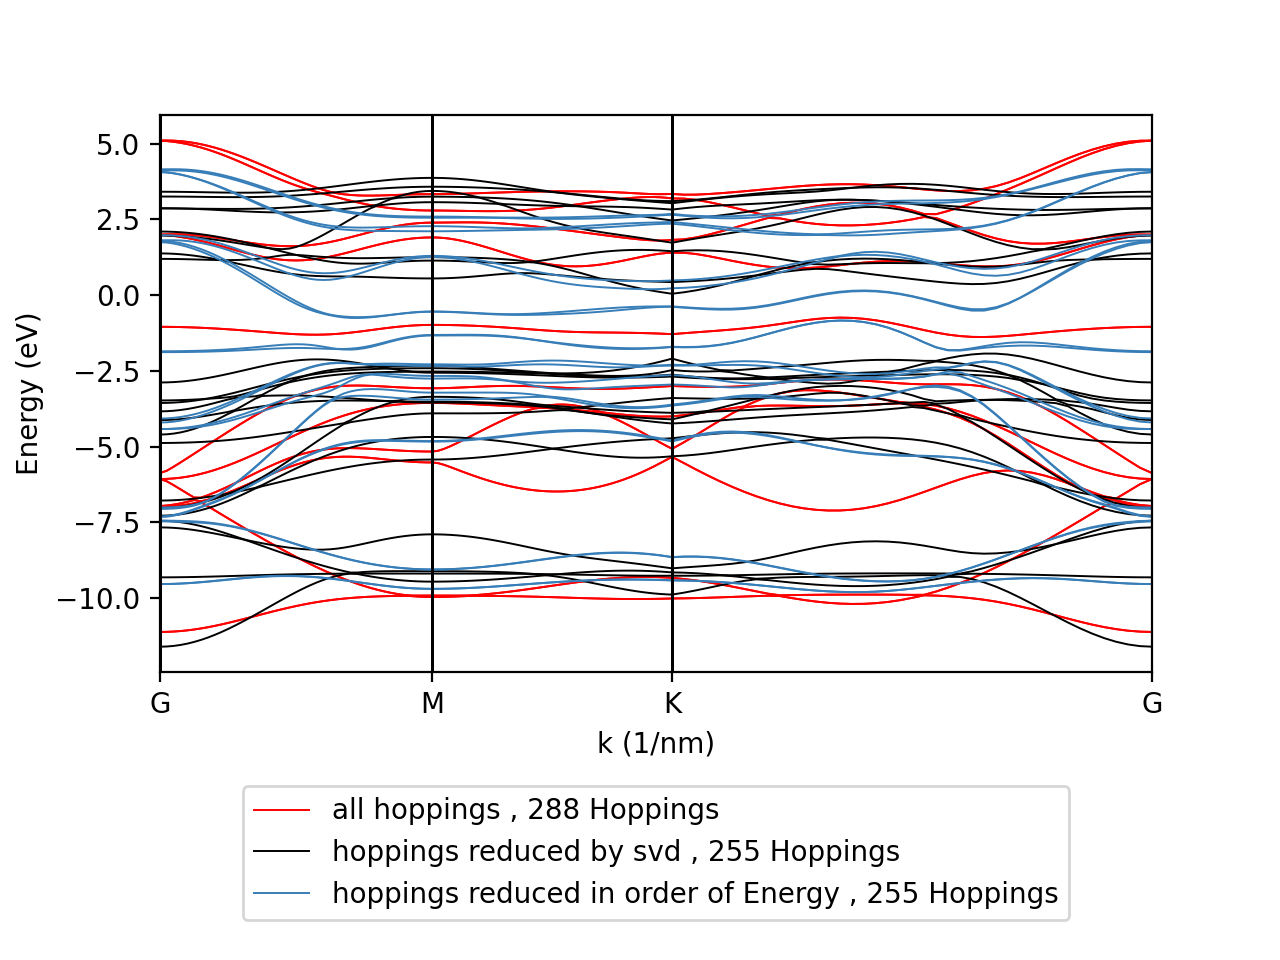 5.0
2.5
0.0
−2.5
−5.0
−7.5
−10.0
Energy (eV)
G M K G
k (1/nm)
all hoppings , 288 Hoppings
hoppings reduced by svd , 255 Hoppings
hoppings reduced in order of Energy , 255 Hoppings